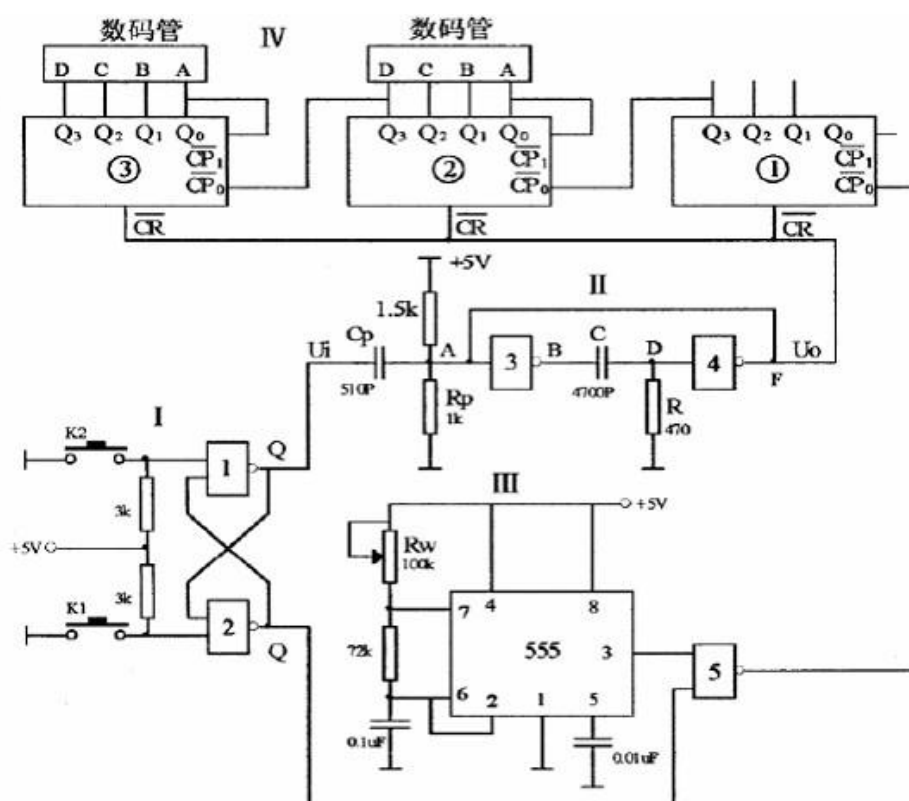 数码管 IV 数码管
D C B A D C B A
Q3 Q2 Q1 Q0 Q3 Q2 Q1 Q0 Q3 Q2 Q1 Q0
CP1 CP1 CP1
③ ② ①
CP0 CP0 CP0
CR CR CR
+5V
II
1.5k
Cp C
Ui A 3 B D 4 Uo
510P Rp 4700P R F
1k 470
I
K2 Q
1
3k III
+5V
Rw
+5V 100k
3k 7 4 8
K1
2 ?2k 555 3 5
Q
6 2 1 5
0.1uF 0.01uF